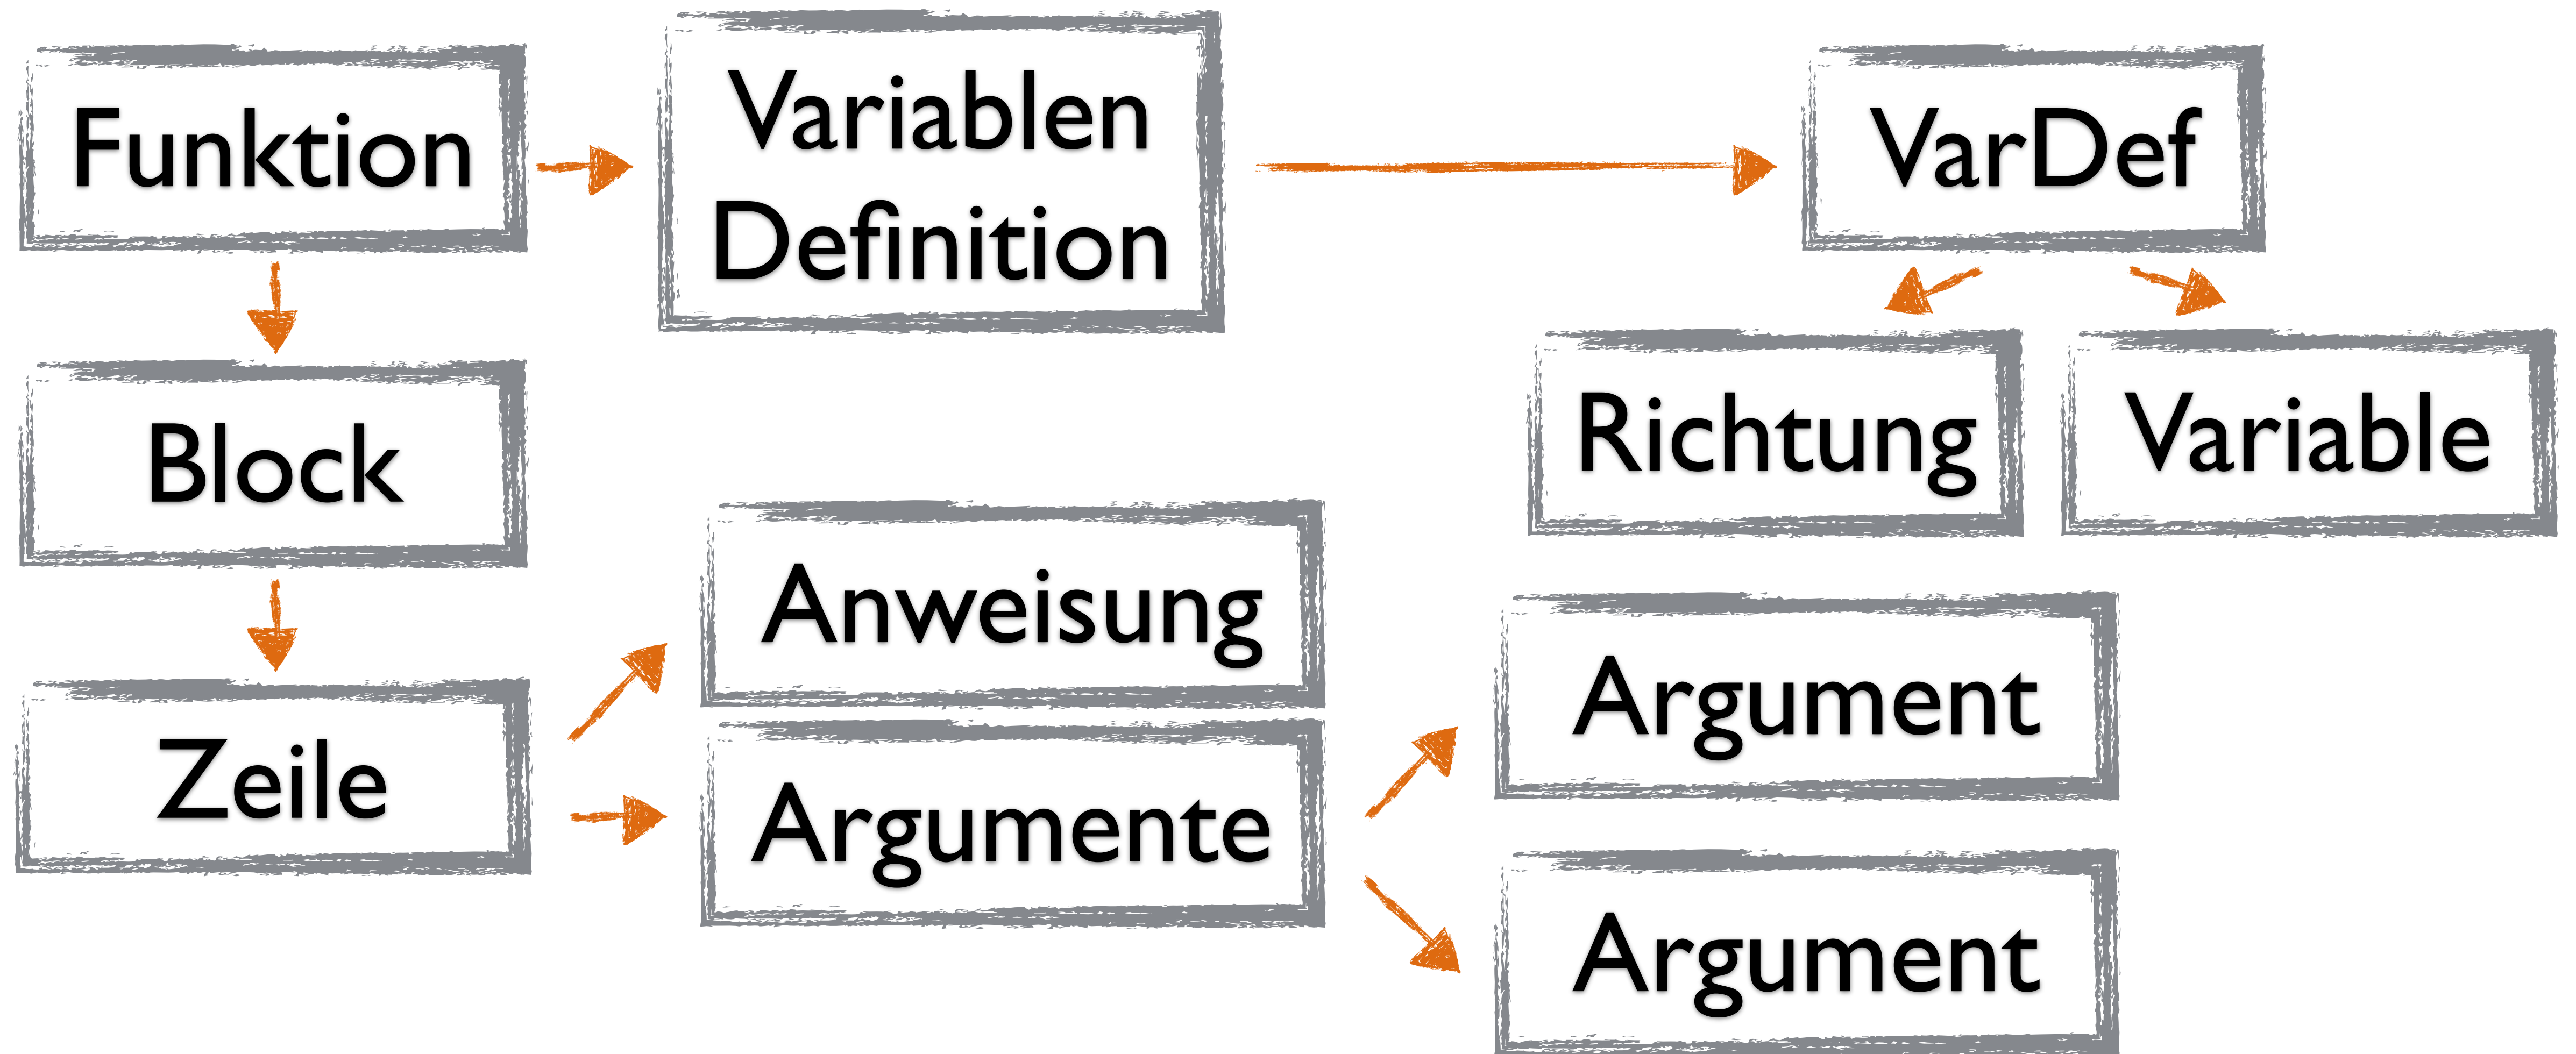 Funktion
Variablen
Definition
VarDef
Richtung
Variable
Block
Anweisung
Argument
Zeile
Argumente
Argument